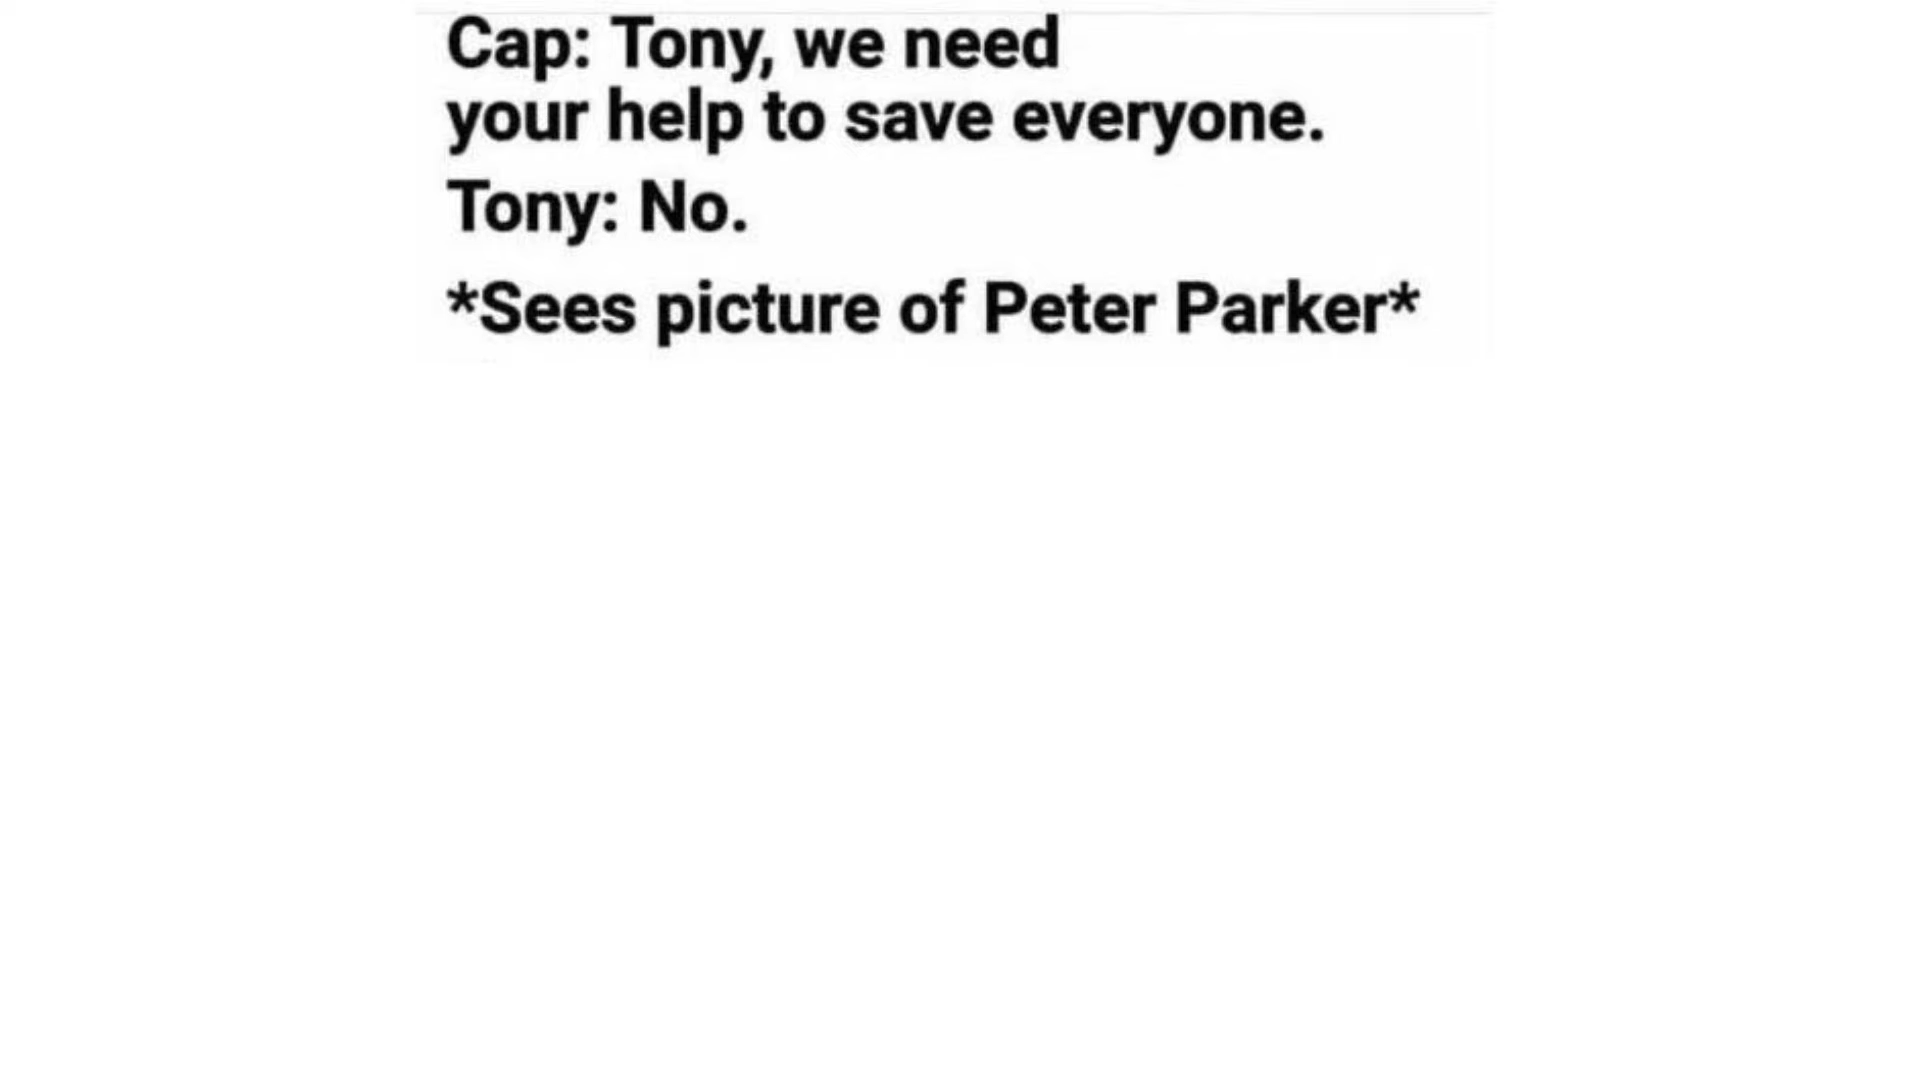 Cap: Tony, we need
your help to save everyone.
Tony: No.
*Sees picture of Peter Parker*